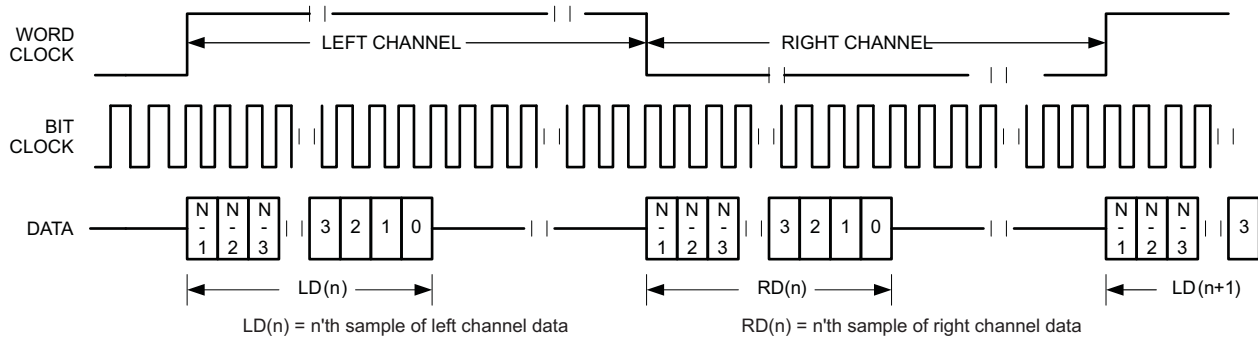 WORD
CLOCK
LEFT CHANNEL
RIGHT CHANNEL
BIT
CLOCK
DATA
N-1 N-2 N-3 3 2 1 0 N-1 N-2 N-3 3 2 1 0 N-1 N-2 N-3 3
LD(n) RD(n) LD(n+1)
LD(n) = n'th sample of left channel data
RD(n) = n'th sample of right channel data